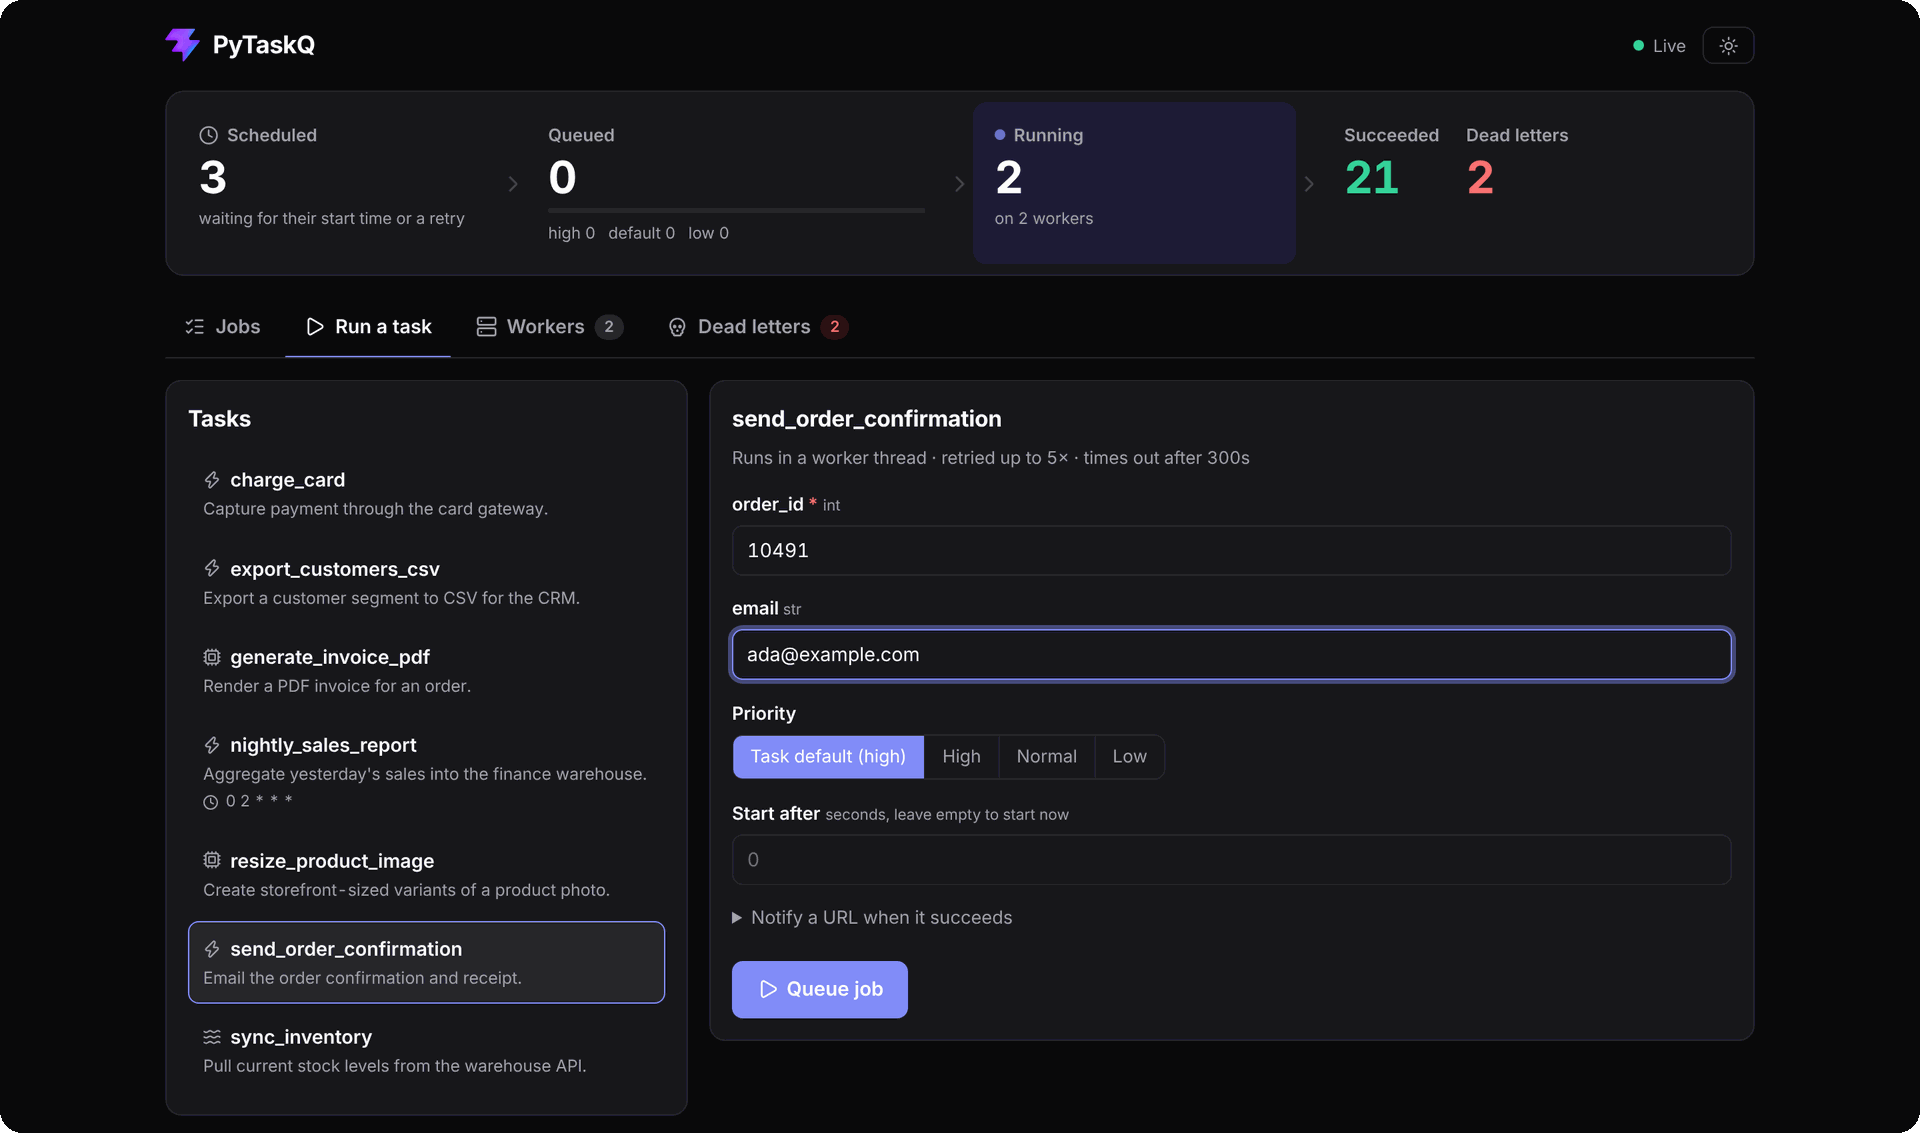 PyTaskQ
Live
Scheduled
3
waiting for their start time or a retry
Queued
0
high 0 default 0 low 0
Running
2
on 2 workers
Succeeded
21
Dead letters
2
Jobs
Run a task
Workers 2
Dead letters 2
Tasks
charge_card
Capture payment through the card gateway.
export_customers_csv
Export a customer segment to CSV for the CRM.
generate_invoice_pdf
Render a PDF invoice for an order.
nightly_sales_report
Aggregate yesterday's sales into the finance warehouse.
0 2 * * *
resize_product_image
Create storefront-sized variants of a product photo.
send_order_confirmation
Email the order confirmation and receipt.
sync_inventory
Pull current stock levels from the warehouse API.
send_order_confirmation
Runs in a worker thread · retried up to 5× · times out after 300s
order_id * int
10491
email str
ada@example.com
Priority
Task default (high) High Normal Low
Start after seconds, leave empty to start now
0
Notify a URL when it succeeds
Queue job